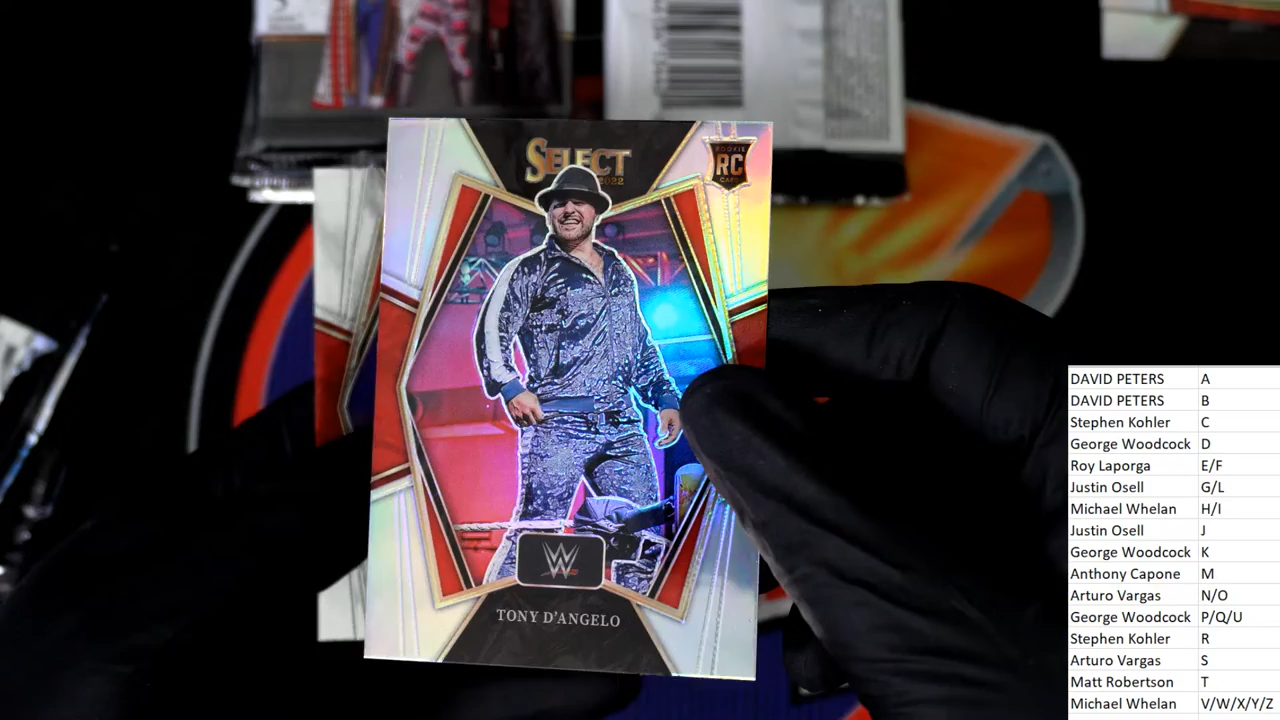 SELECT
2022
ROOKIE
RC
CARD
W
TONY D'ANGELO
DAVID PETERS A
DAVID PETERS B
Stephen Kohler C
George Woodcock D
Roy Laporga E/F
Justin Osell G/L
Michael Whelan H/I
Justin Osell J
George Woodcock K
Anthony Capone M
Arturo Vargas N/O
George Woodcock P/Q/U
Stephen Kohler R
Arturo Vargas S
Matt Robertson T
Michael Whelan V/W/X/Y/Z